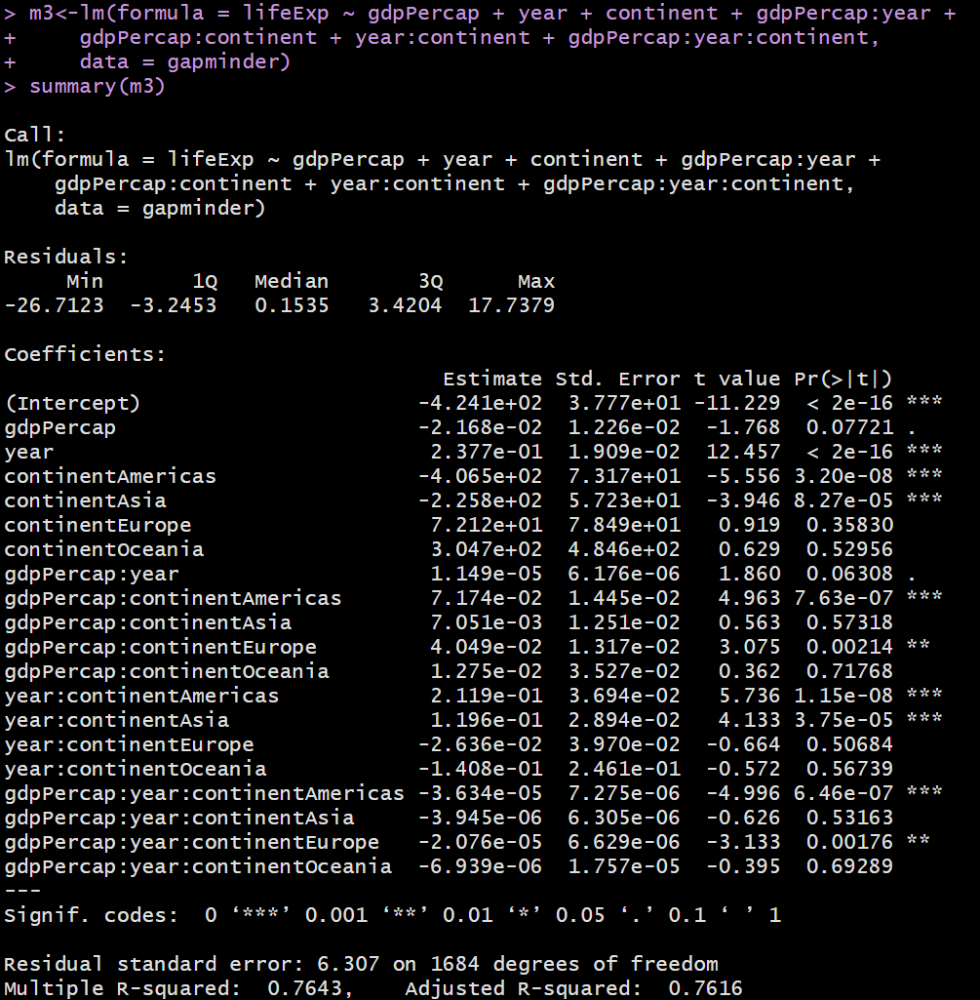 > m3<-lm(formula = lifeExp ~ gdpPercap + year + continent + gdpPercap:year +
+     gdpPercap:continent + year:continent + gdpPercap:year:continent,
+     data = gapminder)
> summary(m3)

Call:
lm(formula = lifeExp ~ gdpPercap + year + continent + gdpPercap:year +
    gdpPercap:continent + year:continent + gdpPercap:year:continent,
    data = gapminder)

Residuals:
     Min       1Q   Median       3Q      Max
-26.7123  -3.2453   0.1535   3.4204  17.7379

Coefficients:
                                  Estimate Std. Error t value Pr(>|t|)
(Intercept)                     -4.241e+02  3.777e+01 -11.229  < 2e-16 ***
gdpPercap                       -2.168e-02  1.226e-02  -1.768  0.07721 .
year                             2.377e-01  1.909e-02  12.457  < 2e-16 ***
continentAmericas               -4.065e+02  7.317e+01  -5.556 3.20e-08 ***
continentAsia                   -2.258e+02  5.723e+01  -3.946 8.27e-05 ***
continentEurope                  7.212e+01  7.849e+01   0.919  0.35830
continentOceania                 3.047e+02  4.846e+02   0.629  0.52956
gdpPercap:year                   1.149e-05  6.176e-06   1.860  0.06308 .
gdpPercap:continentAmericas      7.174e-02  1.445e-02   4.963 7.63e-07 ***
gdpPercap:continentAsia          7.051e-03  1.251e-02   0.563  0.57318
gdpPercap:continentEurope        4.049e-02  1.317e-02   3.075  0.00214 **
gdpPercap:continentOceania       1.275e-02  3.527e-02   0.362  0.71768
year:continentAmericas           2.119e-01  3.694e-02   5.736 1.15e-08 ***
year:continentAsia               1.196e-01  2.894e-02   4.133 3.75e-05 ***
year:continentEurope            -2.636e-02  3.970e-02  -0.664  0.50684
year:continentOceania           -1.408e-01  2.461e-01  -0.572  0.56739
gdpPercap:year:continentAmericas -3.634e-05  7.275e-06  -4.996 6.46e-07 ***
gdpPercap:year:continentAsia    -3.945e-06  6.305e-06  -0.626  0.53163
gdpPercap:year:continentEurope  -2.076e-05  6.629e-06  -3.133  0.00176 **
gdpPercap:year:continentOceania -6.939e-06  1.757e-05  -0.395  0.69289
---
Signif. codes:  0 ‘***’ 0.001 ‘**’ 0.01 ‘*’ 0.05 ‘.’ 0.1 ‘ ’ 1

Residual standard error: 6.307 on 1684 degrees of freedom
Multiple R-squared:  0.7643,    Adjusted R-squared:  0.7616